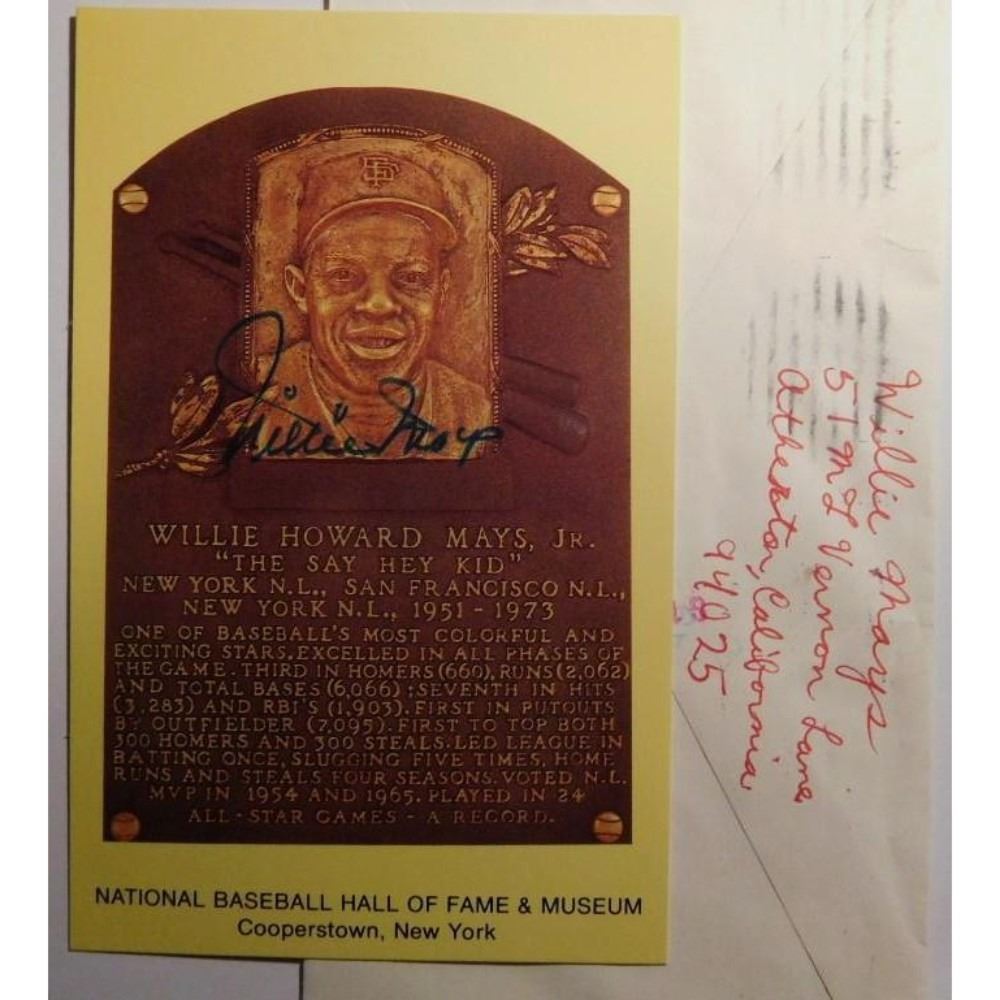 SF
Willie Mays
WILLIE HOWARD MAYS, JR.
"THE SAY HEY KID"
NEW YORK N.L., SAN FRANCISCO N.L.,
NEW YORK N.L., 1951 - 1973
ONE OF BASEBALL'S MOST COLORFUL AND
EXCITING STARS. EXCELLED IN ALL PHASES OF
THE GAME. THIRD IN HOMERS (660), RUNS (2,062)
AND TOTAL BASES (6,066); SEVENTH IN HITS
(3,283) AND RBI'S (1,903). FIRST IN PUTOUTS
BY OUTFIELDER (7,095). FIRST TO TOP BOTH
300 HOMERS AND 300 STEALS. LED LEAGUE IN
BATTING ONCE, SLUGGING FIVE TIMES, HOME
RUNS AND STEALS FOUR SEASONS. VOTED N.L.
MVP IN 1954 AND 1965. PLAYED IN 24
ALL-STAR GAMES - A RECORD.
NATIONAL BASEBALL HALL OF FAME & MUSEUM
Cooperstown, New York
Willie Mays
51 Mt Vernon Lane
Atherton, California
94025